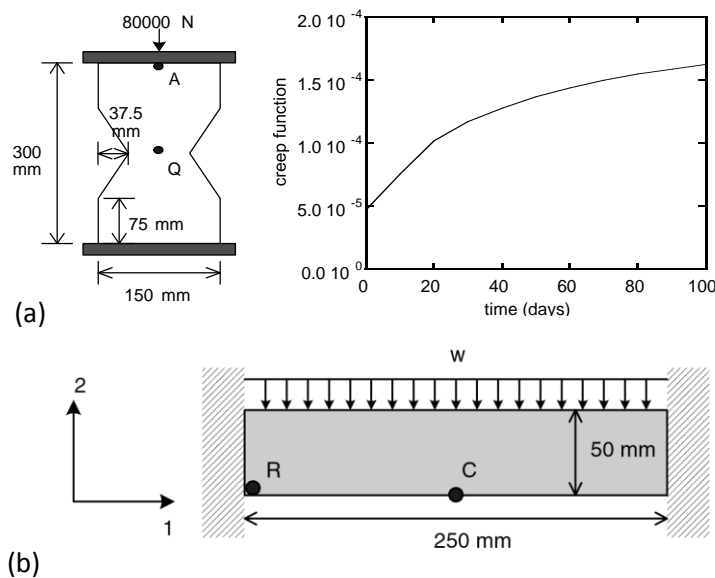 80000 N
A
37.5
mm
300
mm
Q
75 mm
150 mm
(a)
2.0 10 -4
1.5 10 -4
1.0 10 -4
5.0 10 -5
0.0 10 0
creep function
0 20 40 60 80 100
time (days)
w
2
50 mm
R C
1
250 mm
(b)